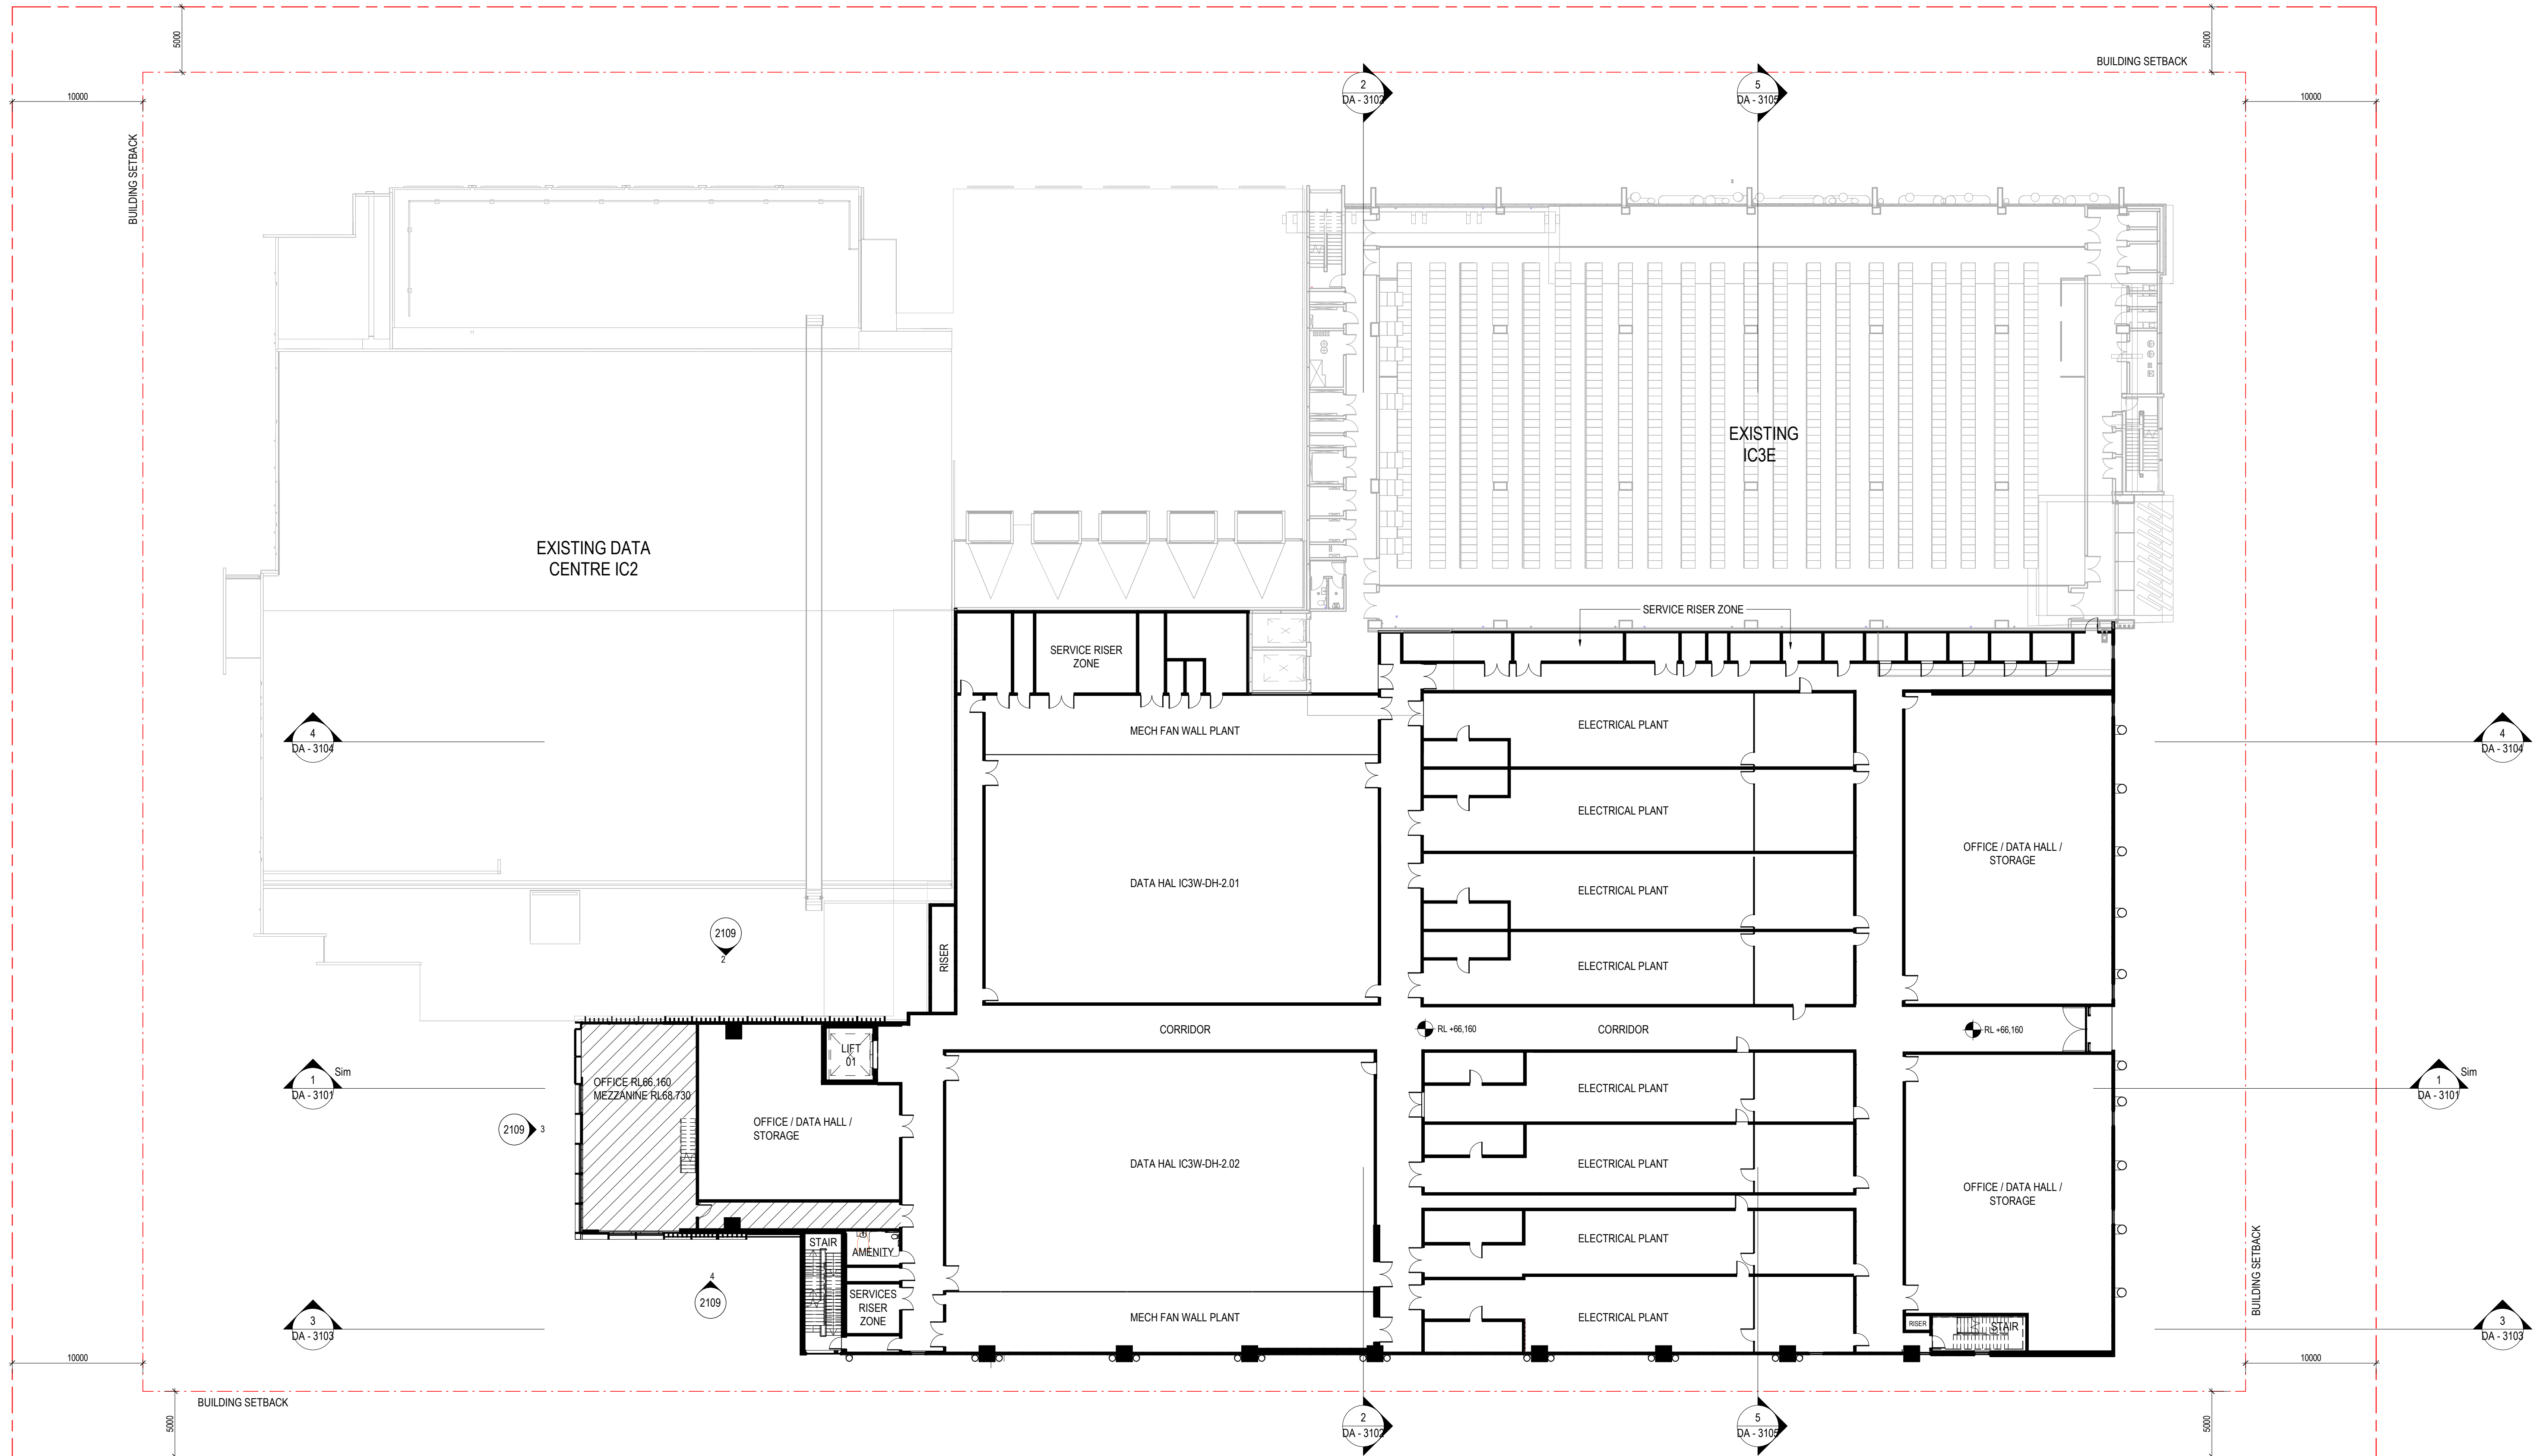 5000
5000
BUILDING SETBACK
2
DA - 3102
5
DA - 3105
10000
10000
BUILDING SETBACK
EXISTING
IC3E
EXISTING DATA
CENTRE IC2
SERVICE RISER ZONE
SERVICE RISER
ZONE
4
DA - 3104
MECH FAN WALL PLANT
ELECTRICAL PLANT
4
DA - 3104
ELECTRICAL PLANT
OFFICE / DATA HALL /
STORAGE
DATA HAL IC3W-DH-2.01
ELECTRICAL PLANT
2109
2
RISER
ELECTRICAL PLANT
CORRIDOR
RL +66,160
CORRIDOR
RL +66,160
LIFT
01
1
Sim
DA - 3101
OFFICE RL66.160
MEZZANINE RL68.730
ELECTRICAL PLANT
1
Sim
DA - 3101
2109
3
OFFICE / DATA HALL /
STORAGE
DATA HAL IC3W-DH-2.02
ELECTRICAL PLANT
OFFICE / DATA HALL /
STORAGE
STAIR
AMENITY
ELECTRICAL PLANT
BUILDING SETBACK
4
2109
SERVICES
RISER
ZONE
MECH FAN WALL PLANT
ELECTRICAL PLANT
3
DA - 3103
RISER
STAIR
3
DA - 3103
10000
10000
BUILDING SETBACK
5000
2
DA - 3102
5
DA - 3105
5000